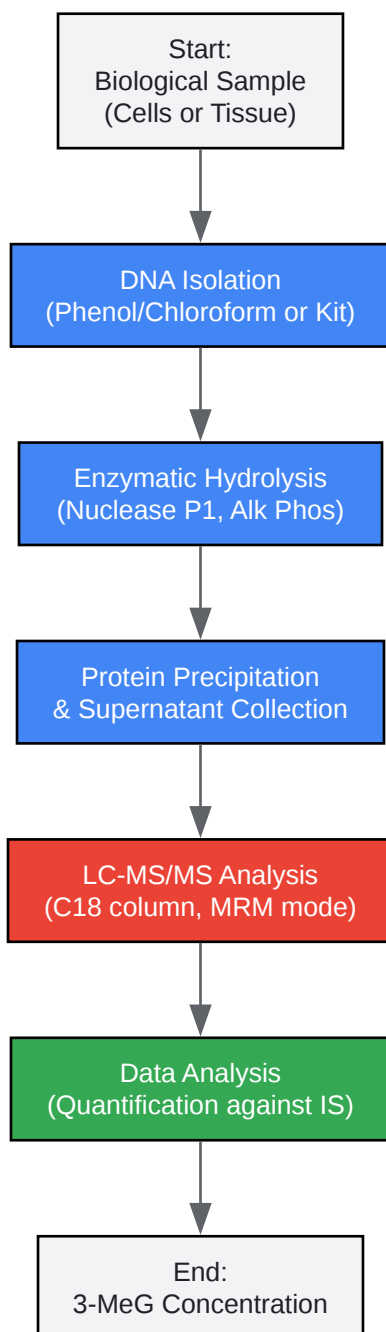 Start:
Biological Sample
(Cells or Tissue)
DNA Isolation
(Phenol/Chloroform or Kit)
Enzymatic Hydrolysis
(Nuclease P1, Alk Phos)
Protein Precipitation
& Supernatant Collection
LC-MS/MS Analysis
(C18 column, MRM mode)
Data Analysis
(Quantification against IS)
End:
3-MeG Concentration